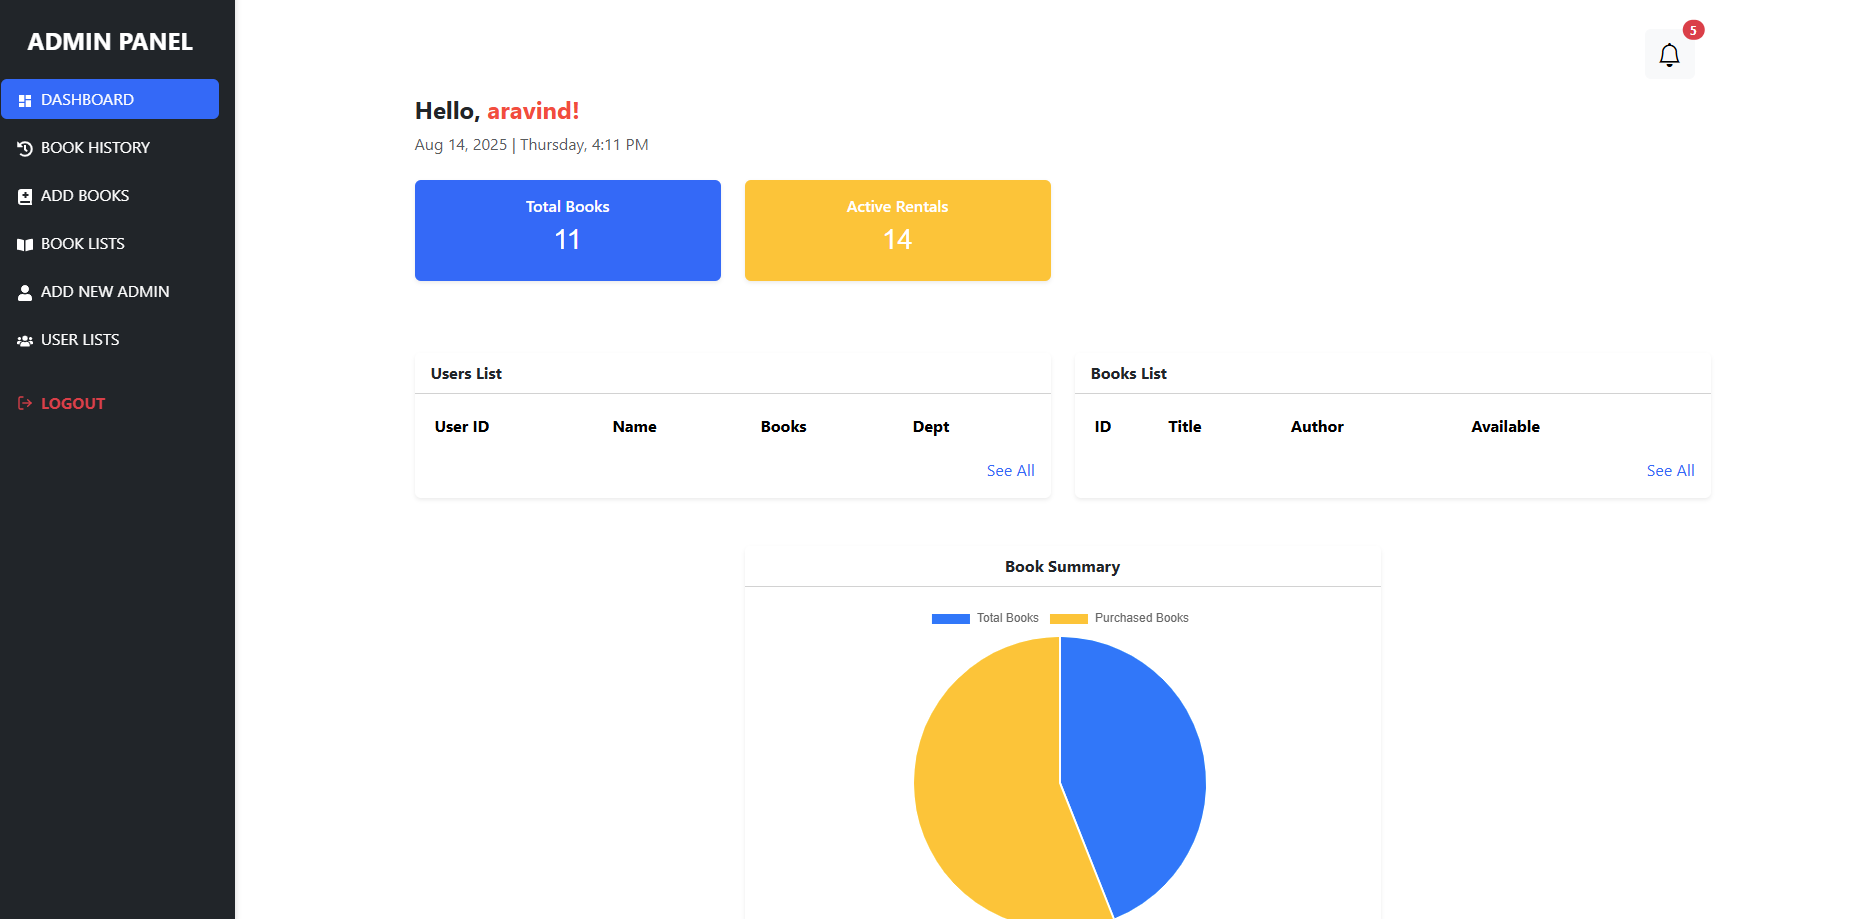 ADMIN PANEL
DASHBOARD
BOOK HISTORY
ADD BOOKS
BOOK LISTS
ADD NEW ADMIN
USER LISTS
LOGOUT
5
Hello, aravind!
Aug 14, 2025 | Thursday, 4:11 PM
Total Books
11
Active Rentals
14
Users List
User ID Name Books Dept
See All
Books List
ID Title Author Available
See All
Book Summary
Total Books Purchased Books